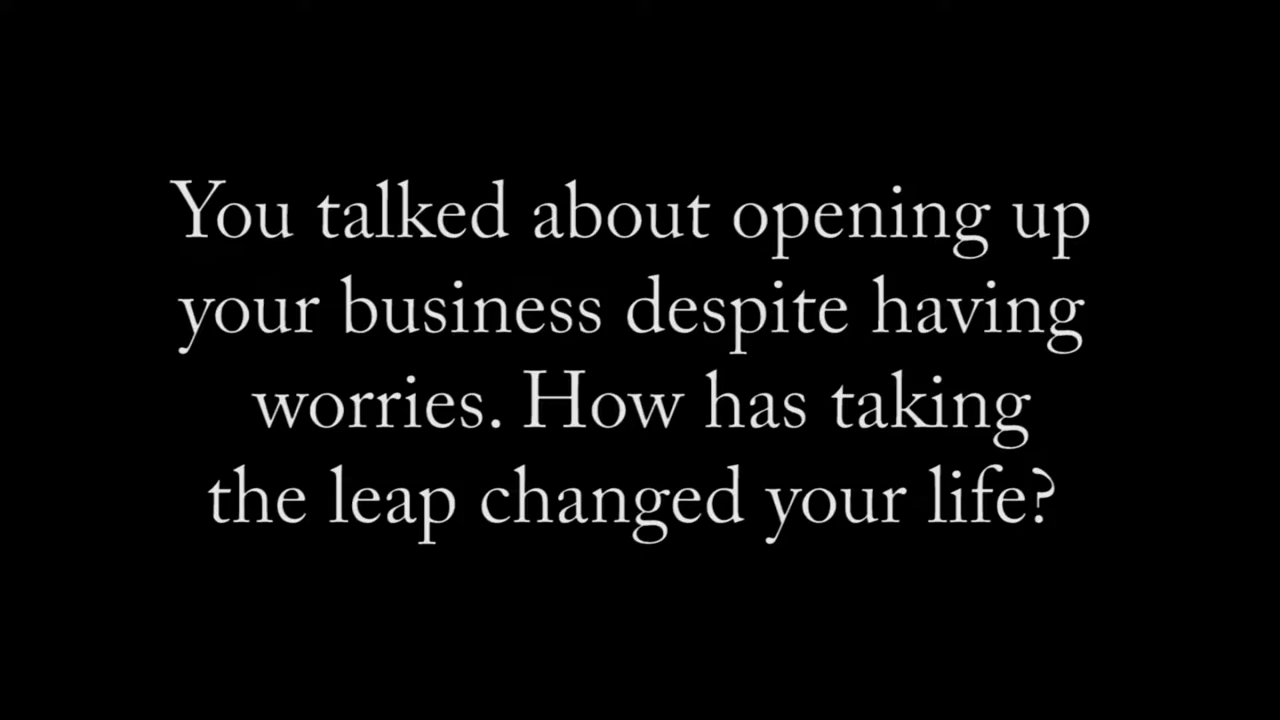 You talked about opening up
your business despite having
worries. How has taking
the leap changed your life?